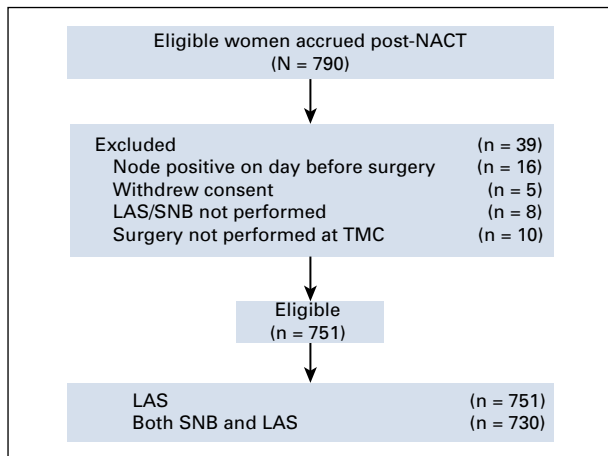 Eligible women accrued post-NACT
(N = 790)
Excluded (n = 39)
Node positive on day before surgery (n = 16)
Withdrew consent (n = 5)
LAS/SNB not performed (n = 8)
Surgery not performed at TMC (n = 10)
Eligible
(n = 751)
LAS (n = 751)
Both SNB and LAS (n = 730)